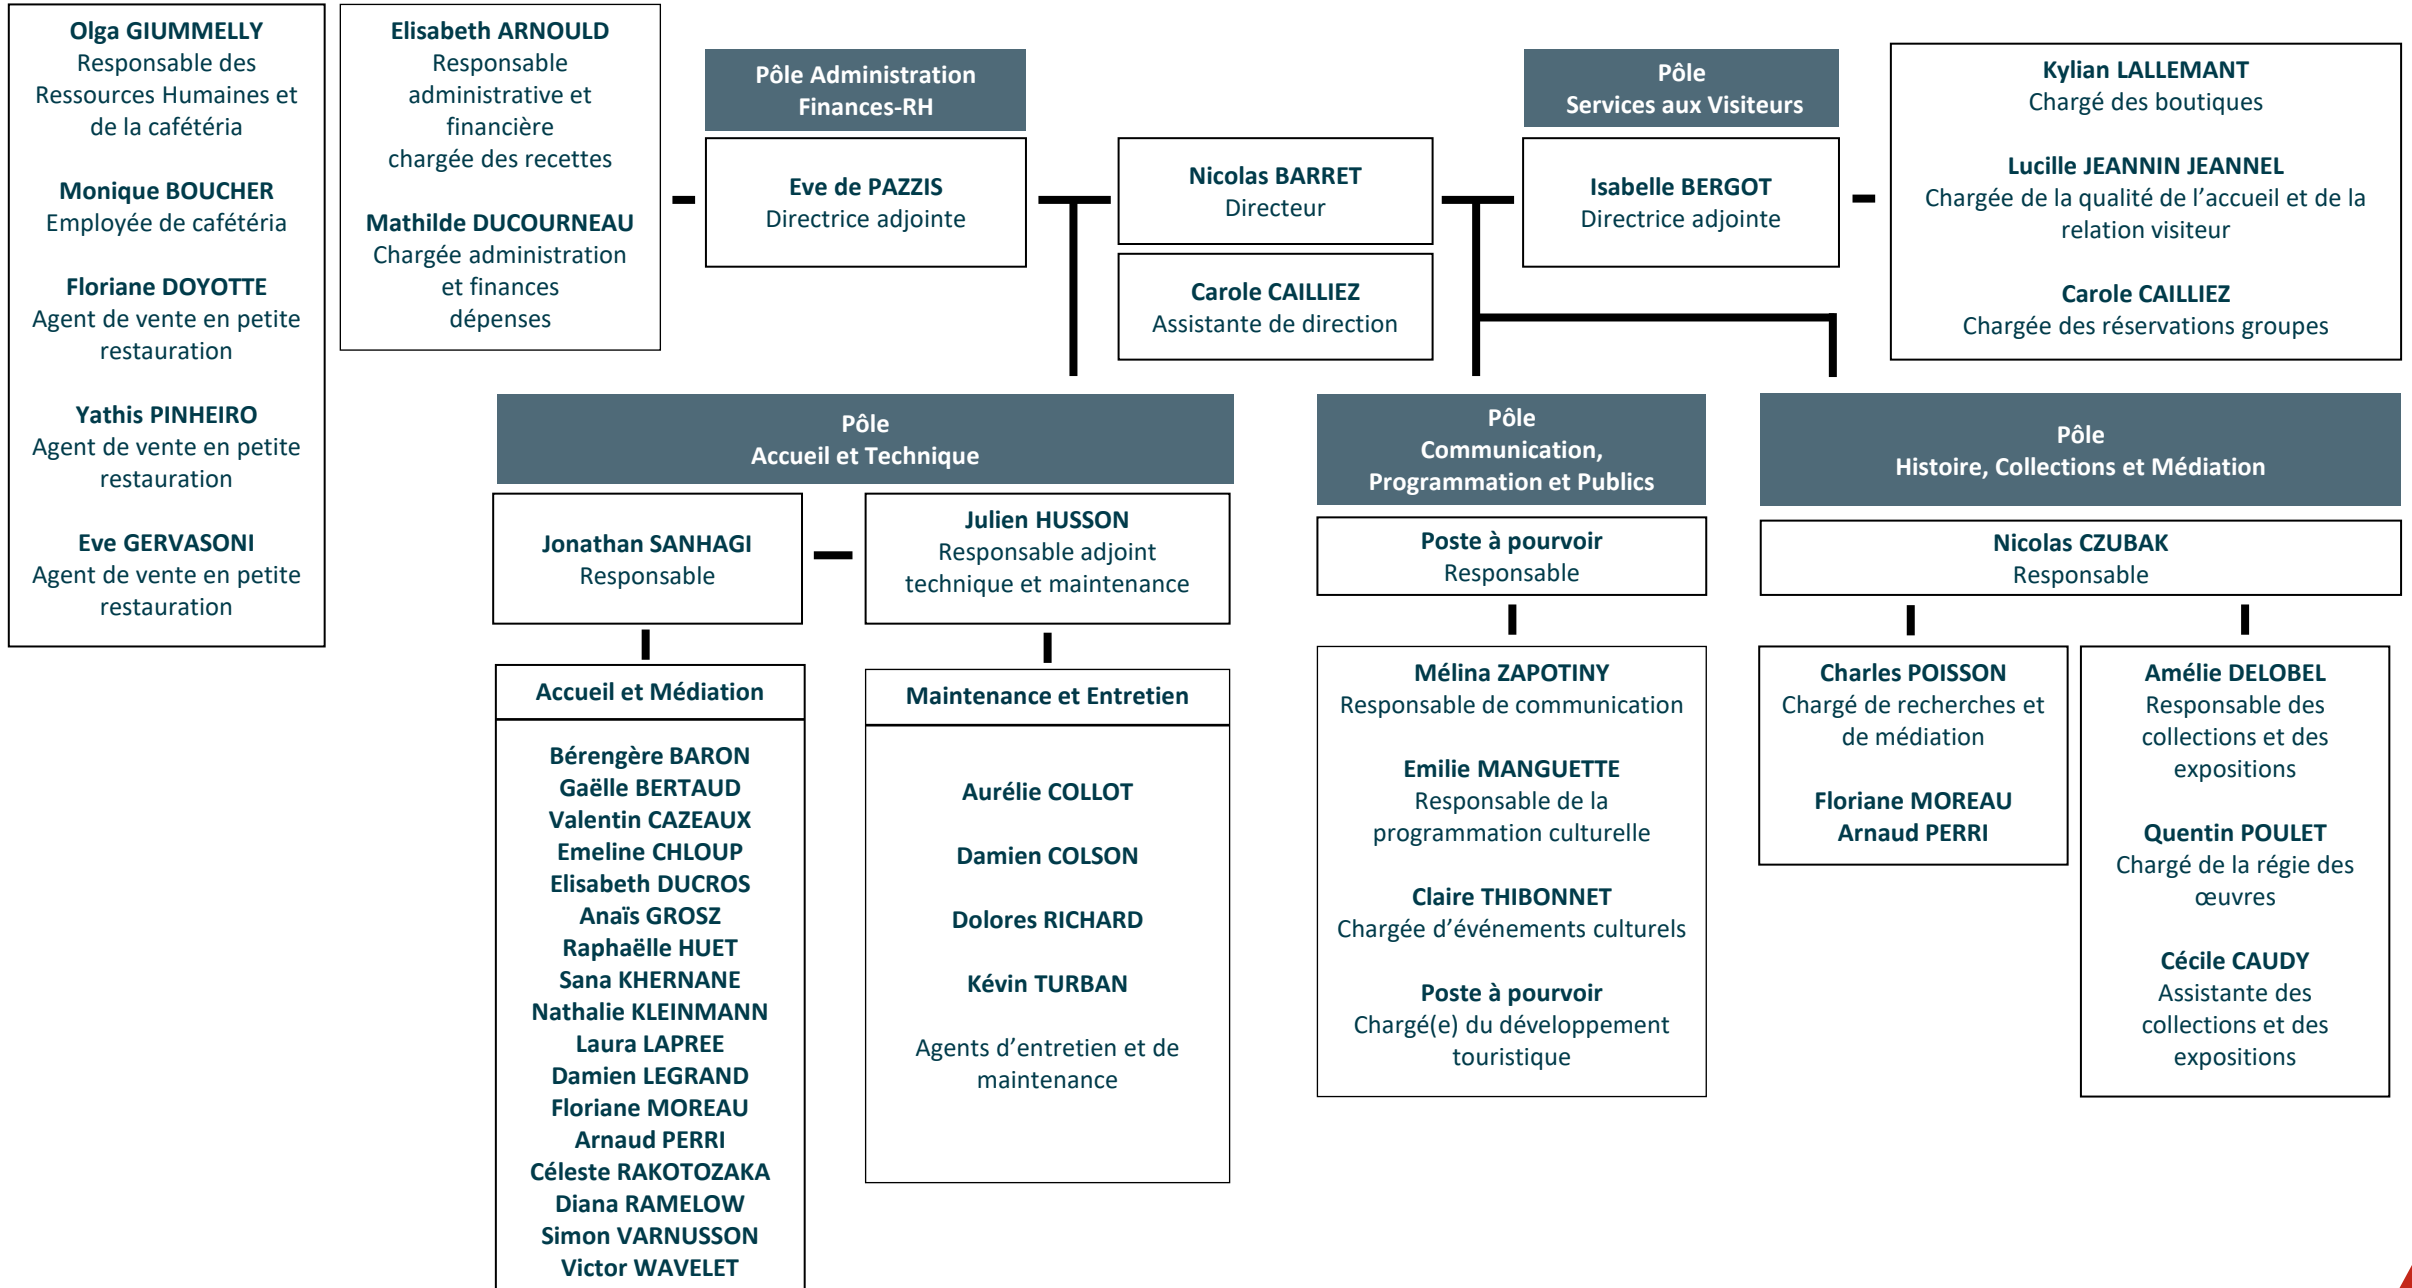 Olga GIUMMELLY
Responsable des
Ressources Humaines et
de la cafétéria
Monique BOUCHER
Employée de cafétéria
Floriane DOYOTTE
Agent de vente en petite
restauration
Yathis PINHEIRO
Agent de vente en petite
restauration
Eve GERVASONI
Agent de vente en petite
restauration
Elisabeth ARNOULD
Responsable
administrative et
financière
chargée des recettes
Mathilde DUCOURNEAU
Chargée administration
et finances
dépenses
Pôle Administration
Finances-RH
Eve de PAZZIS
Directrice adjointe
Nicolas BARRET
Directeur
Carole CAILLIEZ
Assistante de direction
Pôle
Services aux Visiteurs
Isabelle BERGOT
Directrice adjointe
Kylian LALLEMANT
Chargé des boutiques
Lucille JEANNIN JEANNEL
Chargée de la qualité de l’accueil et de la
relation visiteur
Carole CAILLIEZ
Chargée des réservations groupes
Pôle
Accueil et Technique
Jonathan SANHAGI
Responsable
Julien HUSSON
Responsable adjoint
technique et maintenance
Accueil et Médiation
Bérengère BARON
Gaëlle BERTAUD
Valentin CAZEAUX
Emeline CHLOUP
Elisabeth DUCROS
Anaïs GROSZ
Raphaëlle HUET
Sana KHERNANE
Nathalie KLEINMANN
Laura LAPREE
Damien LEGRAND
Floriane MOREAU
Arnaud PERRI
Céleste RAKOTOZAKA
Diana RAMELOW
Simon VARNUSSON
Victor WAVELET
Maintenance et Entretien
Aurélie COLLOT
Damien COLSON
Dolores RICHARD
Kévin TURBAN
Agents d’entretien et de
maintenance
Pôle
Communication,
Programmation et Publics
Poste à pourvoir
Responsable
Mélina ZAPOTINY
Responsable de communication
Emilie MANGUETTE
Responsable de la
programmation culturelle
Claire THIBONNET
Chargée d’événements culturels
Poste à pourvoir
Chargé(e) du développement
touristique
Pôle
Histoire, Collections et Médiation
Nicolas CZUBAK
Responsable
Charles POISSON
Chargé de recherches et
de médiation
Floriane MOREAU
Arnaud PERRI
Amélie DELOBEL
Responsable des
collections et des
expositions
Quentin POULET
Chargé de la régie des
œuvres
Cécile CAUDY
Assistante des
collections et des
expositions